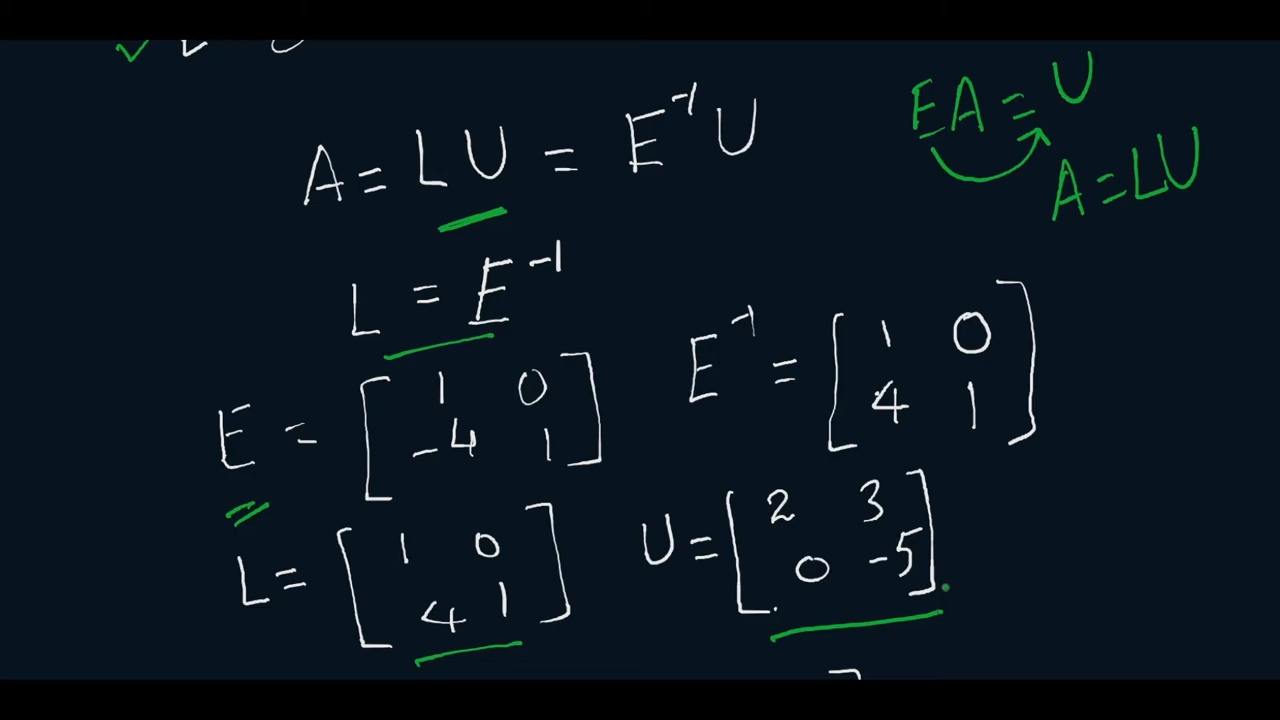 A = LU = E⁻¹U
EA = U
A = LU
L = E⁻¹
E = [1 0
-4 1]
E⁻¹ = [1 0
4 1]
L = [1 0
4 1]
U = [2 3
0 -5]